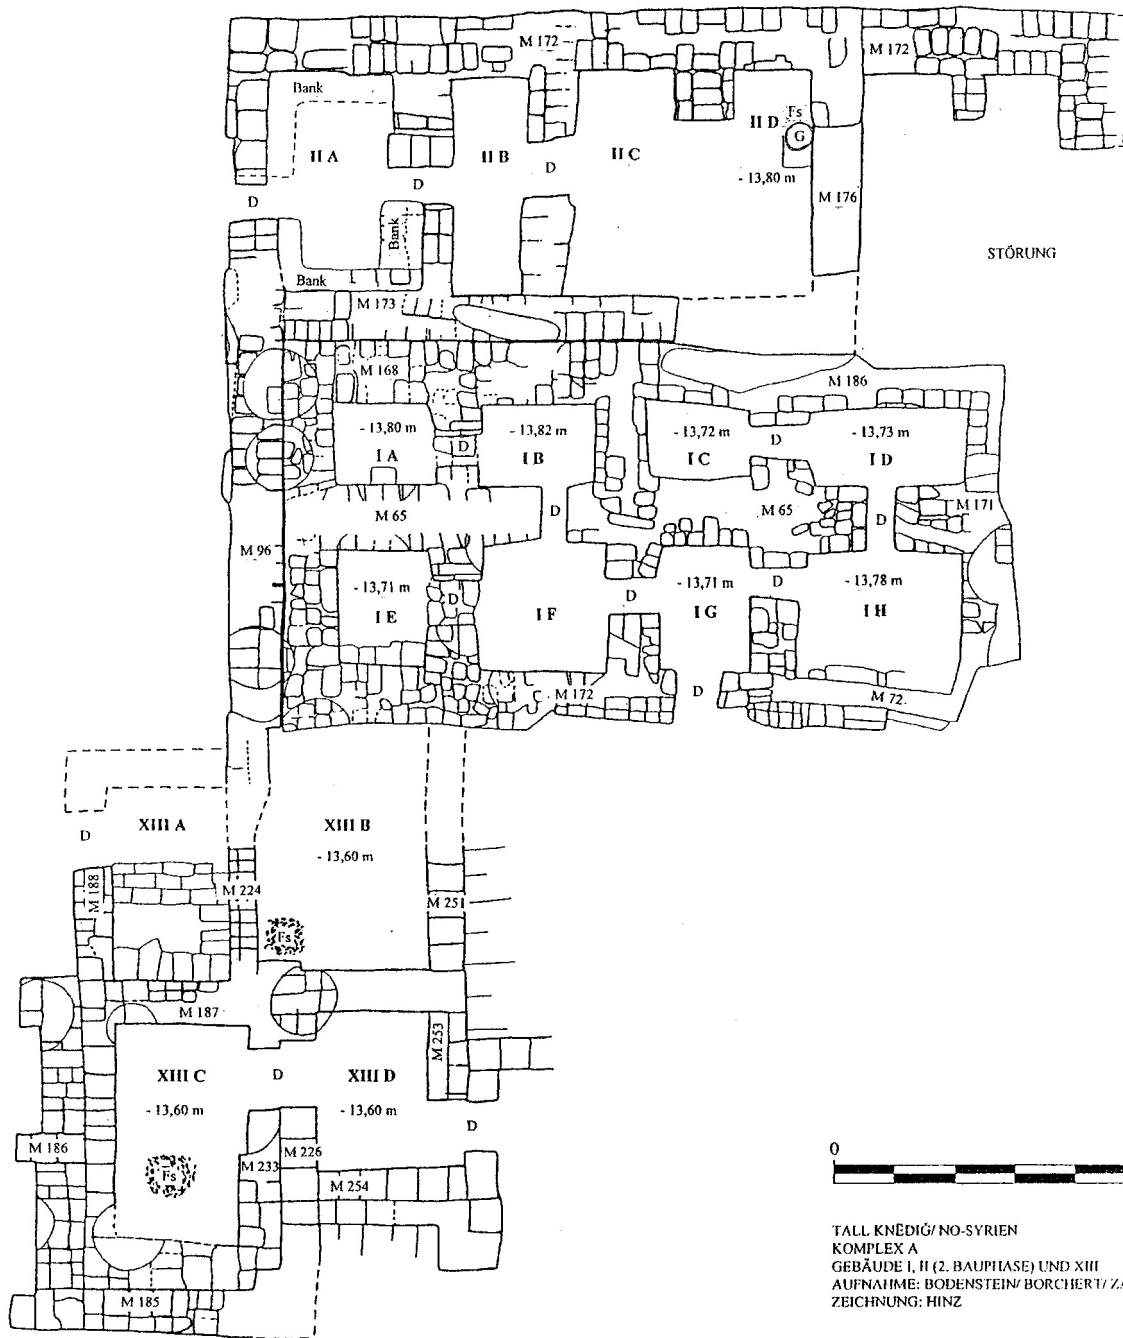 M 172
M 172
Bank
II D
Fs
G
II A
II B
II C
D
D
- 13,80 m
D
M 176
Bank
STÖRUNG
Bank
M 173
M 168
M 186
- 13,80 m
D
- 13,82 m
- 13,72 m
D
- 13,73 m
I A
I B
I C
I D
M 65
D
M 65
D
M 171
M 96
- 13,71 m
D
- 13,71 m
D
- 13,78 m
I E
I F
D
I G
I H
M 172
D
M 72
XIII A
XIII B
D
- 13,60 m
M 188
M 224
M 251
Fs
M 187
M 253
XIII C
D
XIII D
- 13,60 m
- 13,60 m
D
M 186
M 233
M 226
Fs
M 254
M 185
0
TALL KNĒDIĠ/ NO-SYRIEN
KOMPLEX A
GEBÄUDE I, II (2. BAUPHASE) UND XIII
AUFNAHME: BODENSTEIN/ BORCHERT/
ZEICHNUNG: HINZ